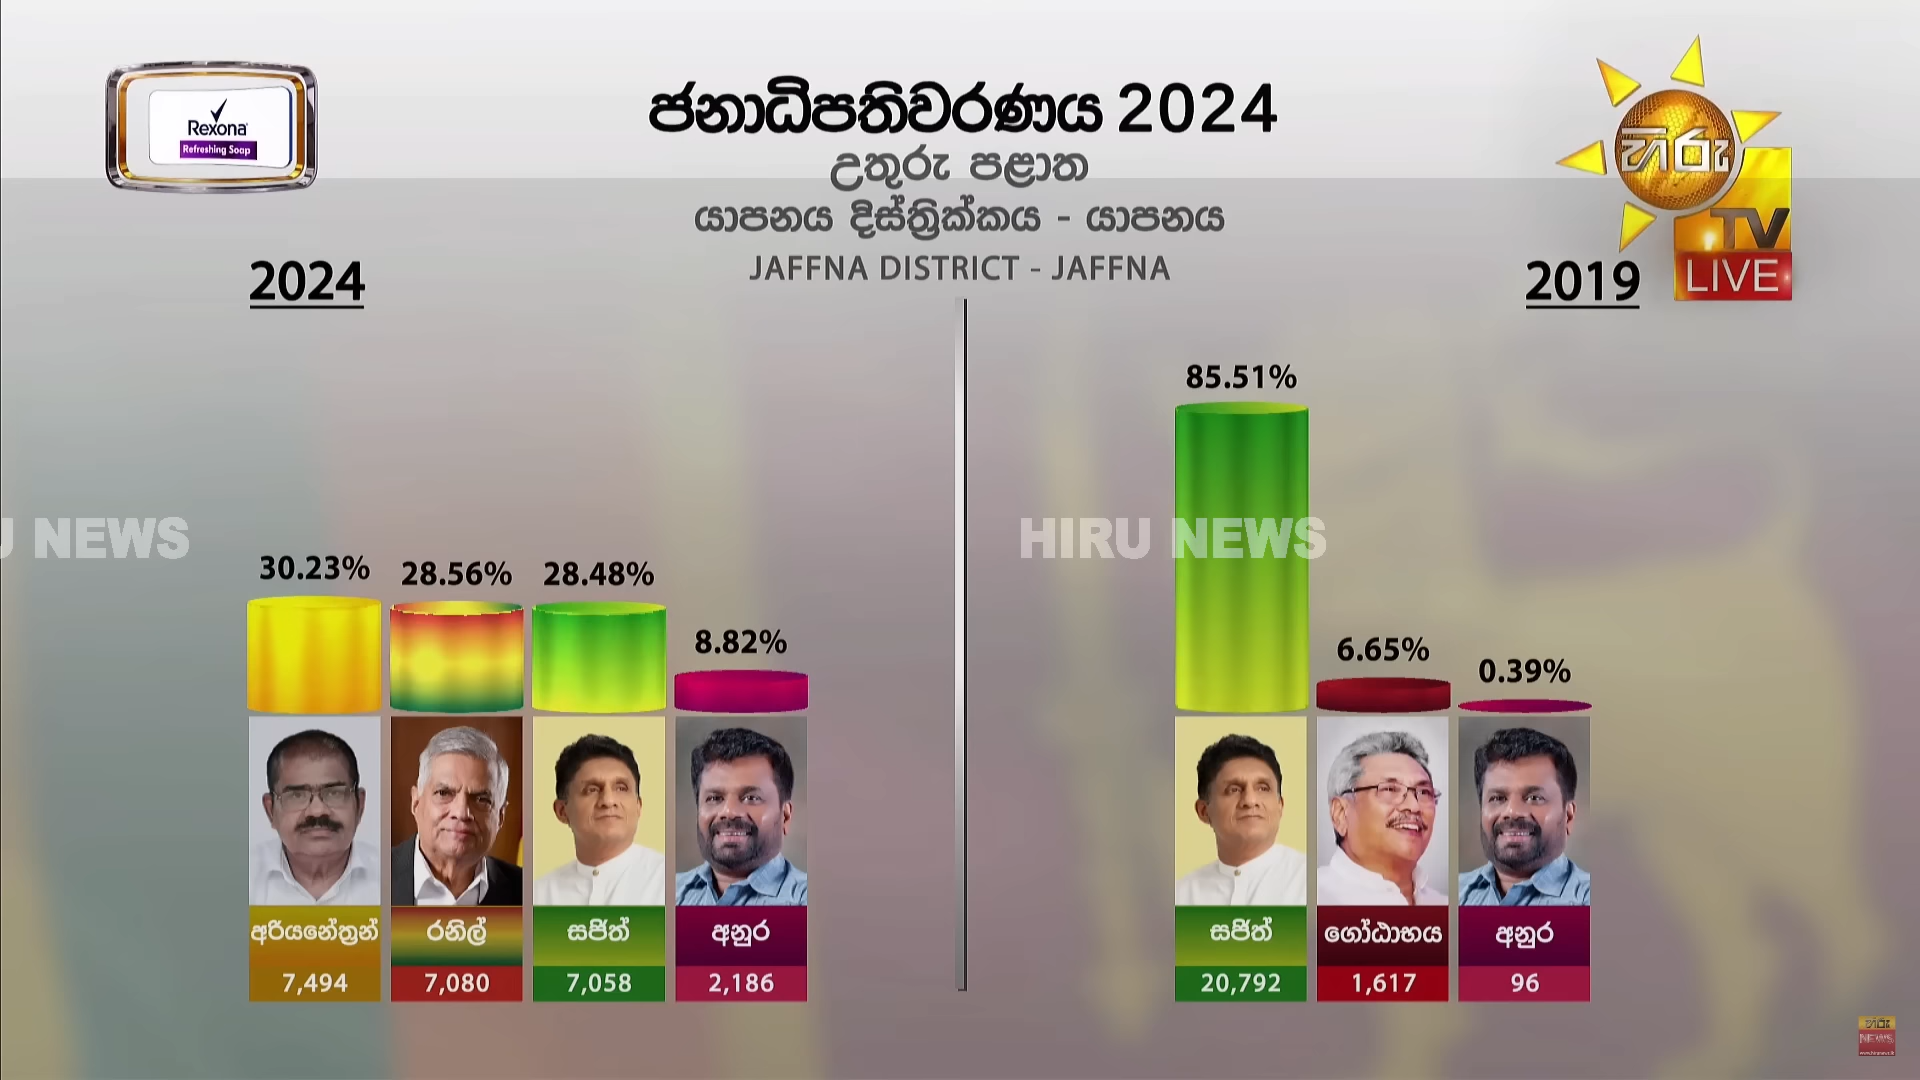 Rexona
Refreshing Soap
ජනාධිපතිවරණය 2024
උතුරු පළාත
යාපනය දිස්ත්‍රික්කය - යාපනය
JAFFNA DISTRICT - JAFFNA
හිරු
TV
LIVE
2024
2019
85.51%
U NEWS
HIRU NEWS
30.23%
28.56%
28.48%
8.82%
6.65%
0.39%
අරියනේත්‍රන්
රනිල්
සජිත්
අනුර
සජිත්
ගෝඨාභය
අනුර
7,494
7,080
7,058
2,186
20,792
1,617
96
හිරු
NEWS